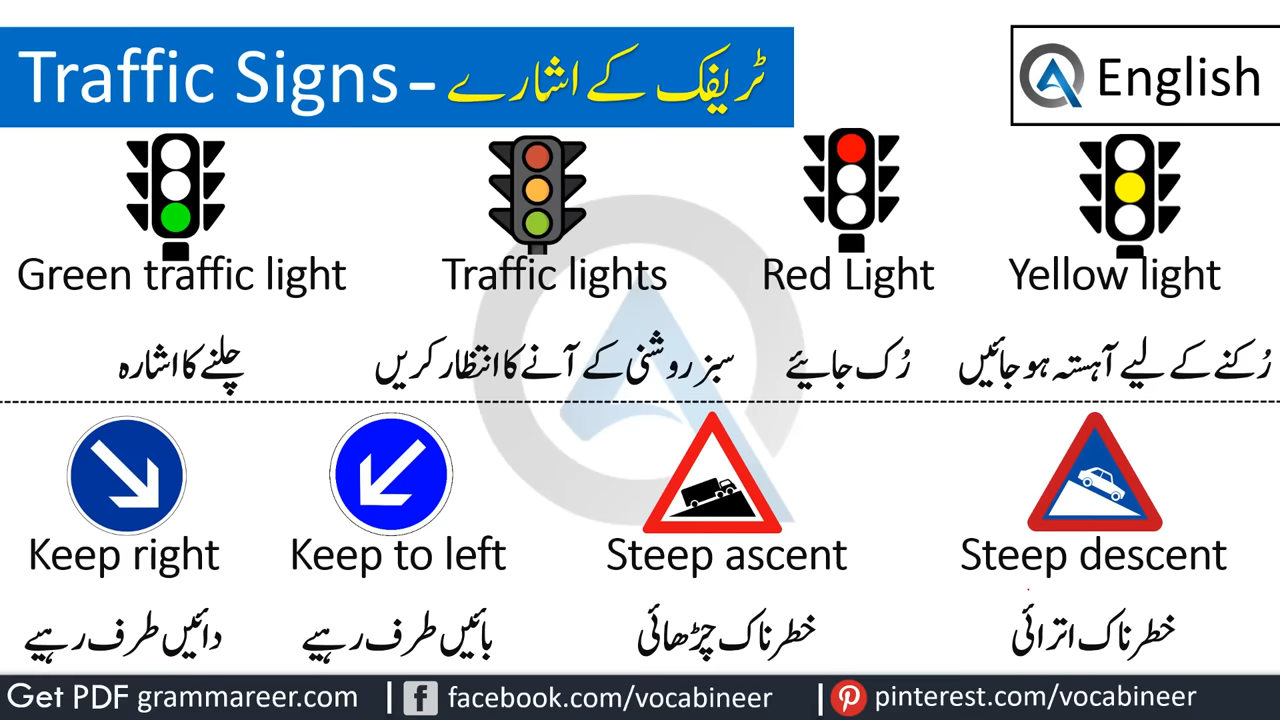 Traffic Signs - ٹریفک کے اشارے
English
Green traffic light
Traffic lights
Red Light
Yellow light
چلنے کا اشارہ
سبز روشنی کے آنے کا انتظار کریں
رُک جایئے
رُکنے کے لیے آہستہ ہو جائیں
Keep right
Keep to left
Steep ascent
Steep descent
دائیں طرف رہیے
بائیں طرف رہیے
خطرناک چڑھائی
خطرناک اترائی
Get PDF grammareer.com | facebook.com/vocabineer | pinterest.com/vocabineer